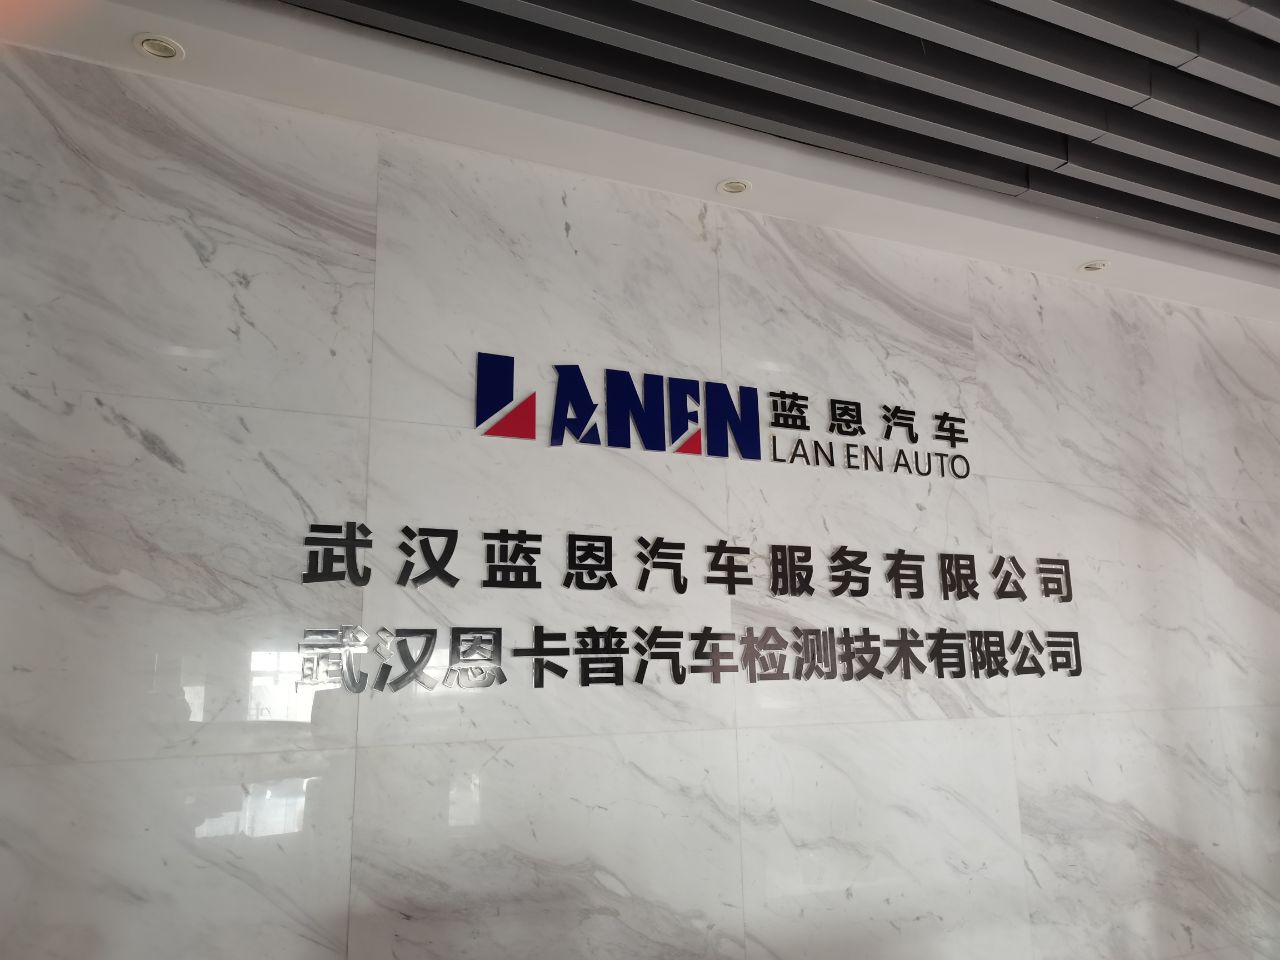 LANEN 蓝恩汽车
LAN EN AUTO
武汉蓝恩汽车服务有限公司
武汉恩卡普汽车检测技术有限公司